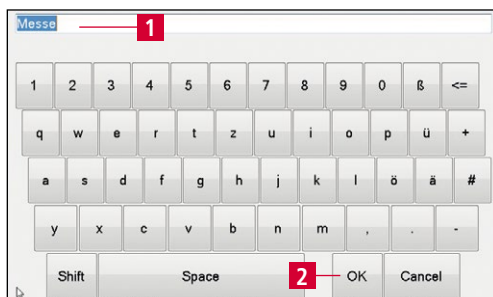 Messe 1
1 2 3 4 5 6 7 8 9 0 ß <=
q w e r t z u i o p ü +
a s d f g h j k l ö ä #
y x c v b n m , . -
Shift Space 2 OK Cancel